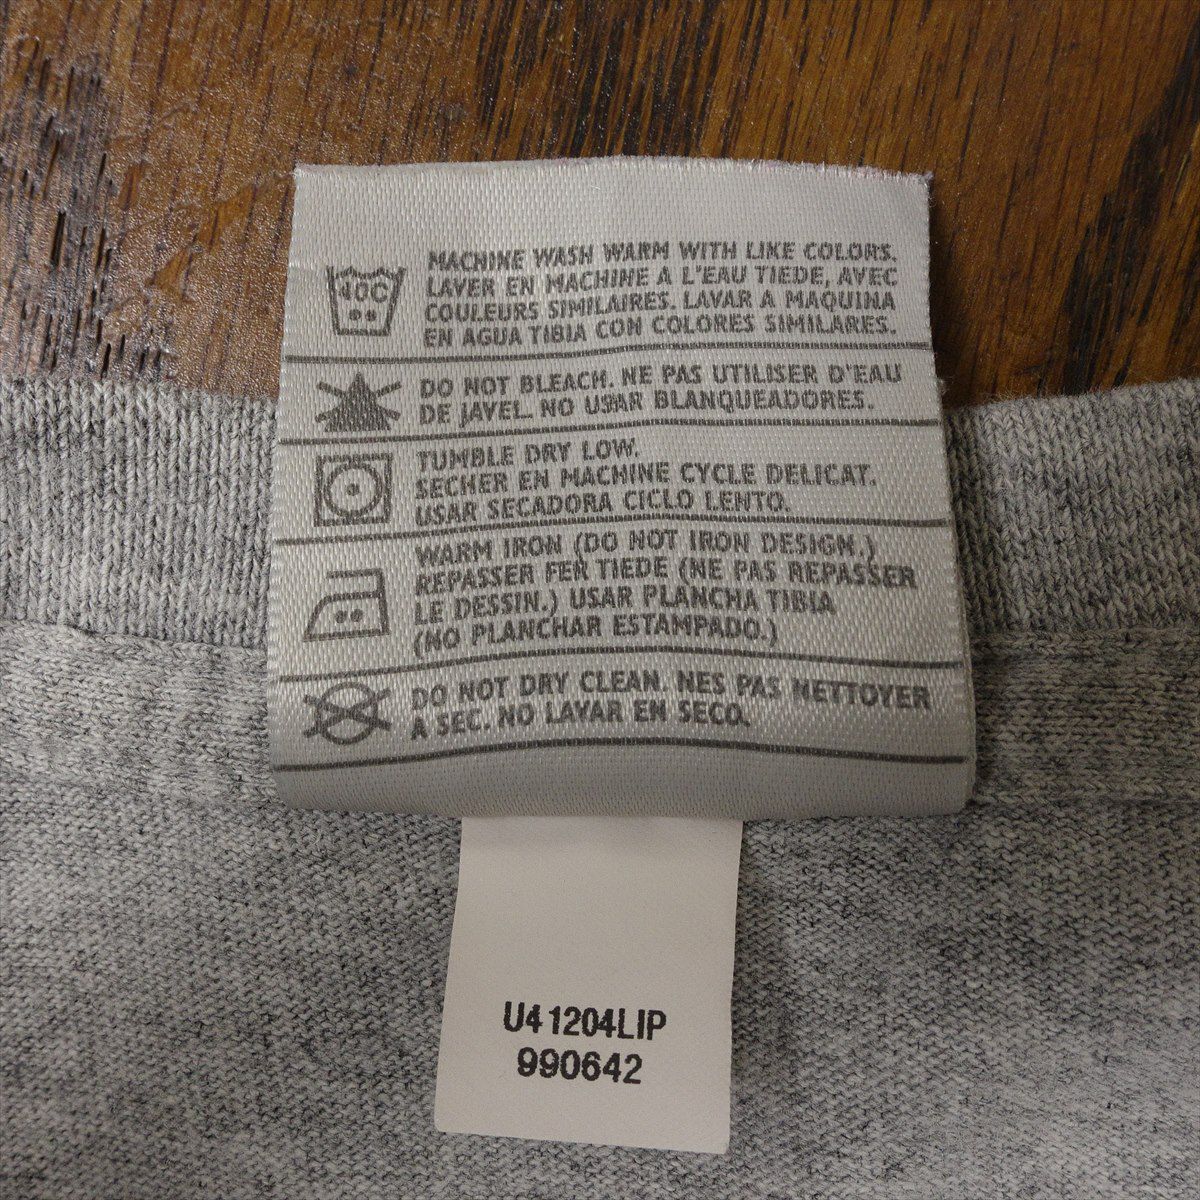 40C
MACHINE WASH WARM WITH LIKE COLORS.
LAVER EN MACHINE A L'EAU TIEDE, AVEC
COULEURS SIMILAIRES. LAVAR A MAQUINA
EN AGUA TIBIA CON COLORES SIMILARES.
DO NOT BLEACH. NE PAS UTILISER D'EAU
DE JAVEL. NO USAR BLANQUEADORES.
TUMBLE DRY LOW.
SECHER EN MACHINE CYCLE DELICAT.
USAR SECADORA CICLO LENTO.
WARM IRON (DO NOT IRON DESIGN.)
REPASSER FER TIEDE (NE PAS REPASSER
LE DESSIN.) USAR PLANCHA TIBIA
(NO PLANCHAR ESTAMPADO.)
DO NOT DRY CLEAN. NES PAS NETTOYER
A SEC. NO LAVAR EN SECO.
U41204LIP
990642